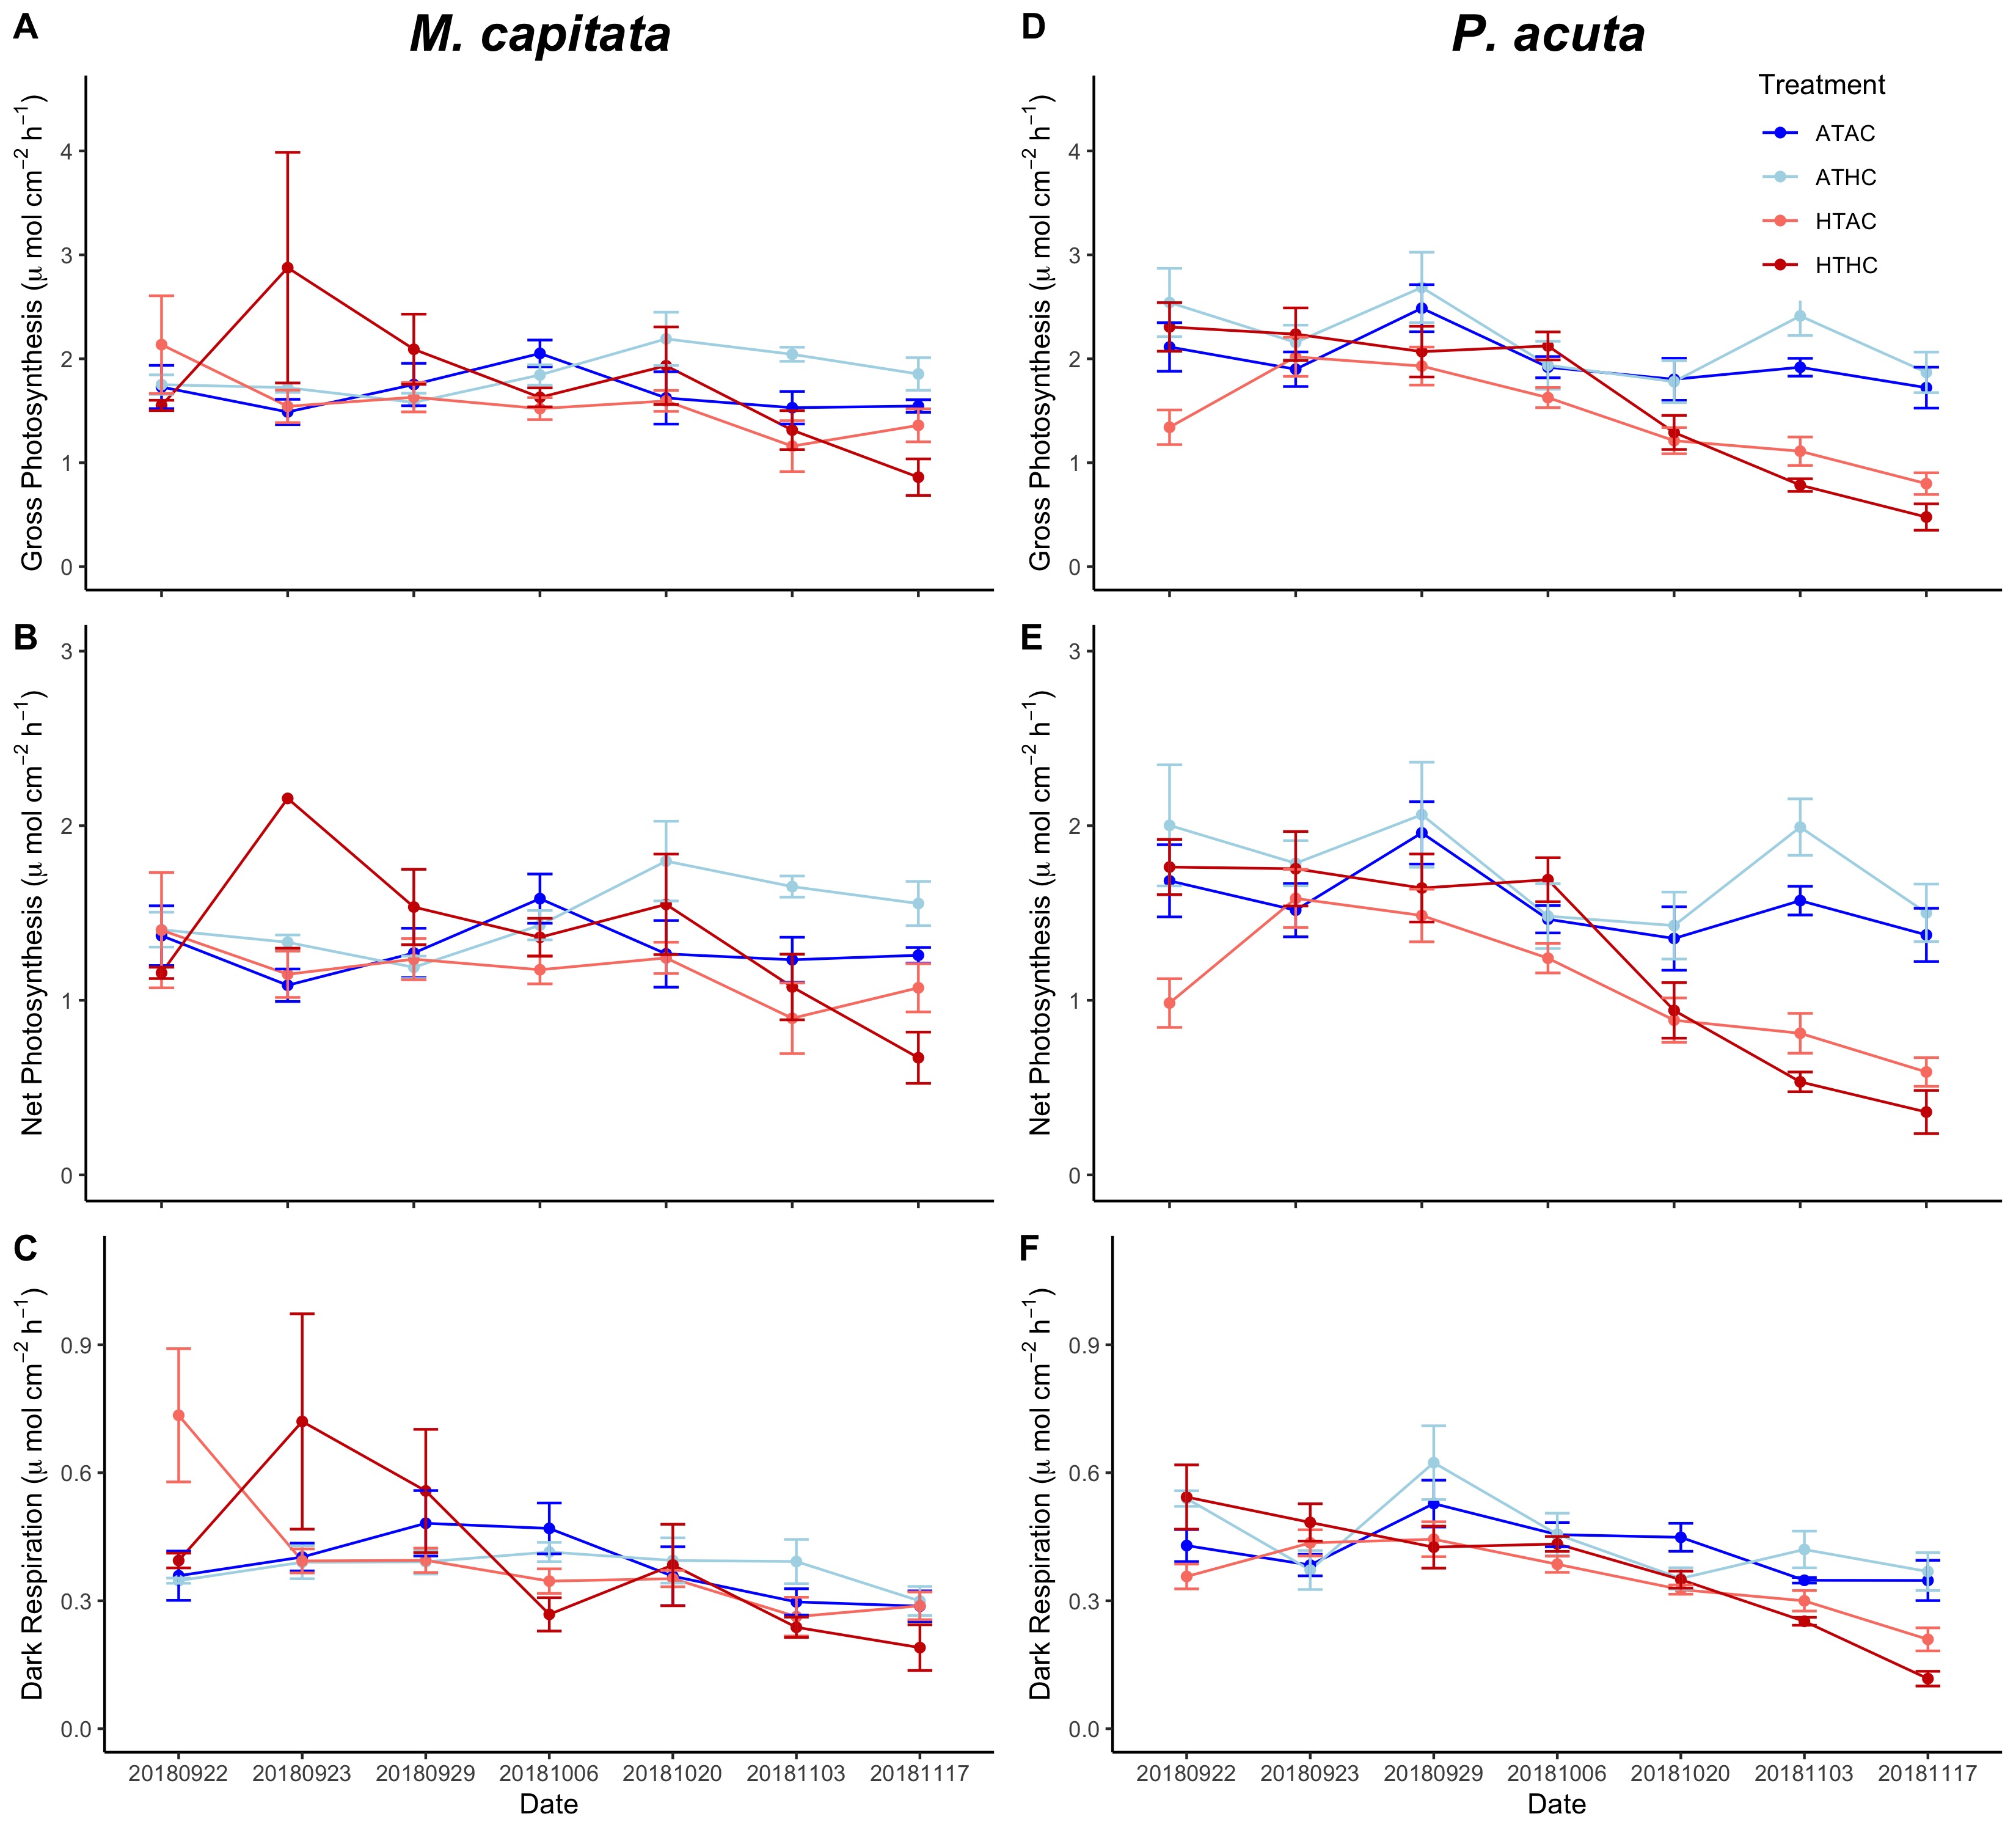 A
M. capitata
Gross Photosynthesis (μ mol cm−2 h−1)
4
3
2
1
0
D
P. acuta
Gross Photosynthesis (μ mol cm−2 h−1)
4
3
2
1
0
Treatment
ATAC
ATHC
HTAC
HTHC
B
Net Photosynthesis (μ mol cm−2 h−1)
3
2
1
0
E
Net Photosynthesis (μ mol cm−2 h−1)
3
2
1
0
C
Dark Respiration (μ mol cm−2 h−1)
0.9
0.6
0.3
0.0
20180922 20180923 20180929 20181006 20181020 20181103 20181117
Date
F
Dark Respiration (μ mol cm−2 h−1)
0.9
0.6
0.3
0.0
20180922 20180923 20180929 20181006 20181020 20181103 20181117
Date